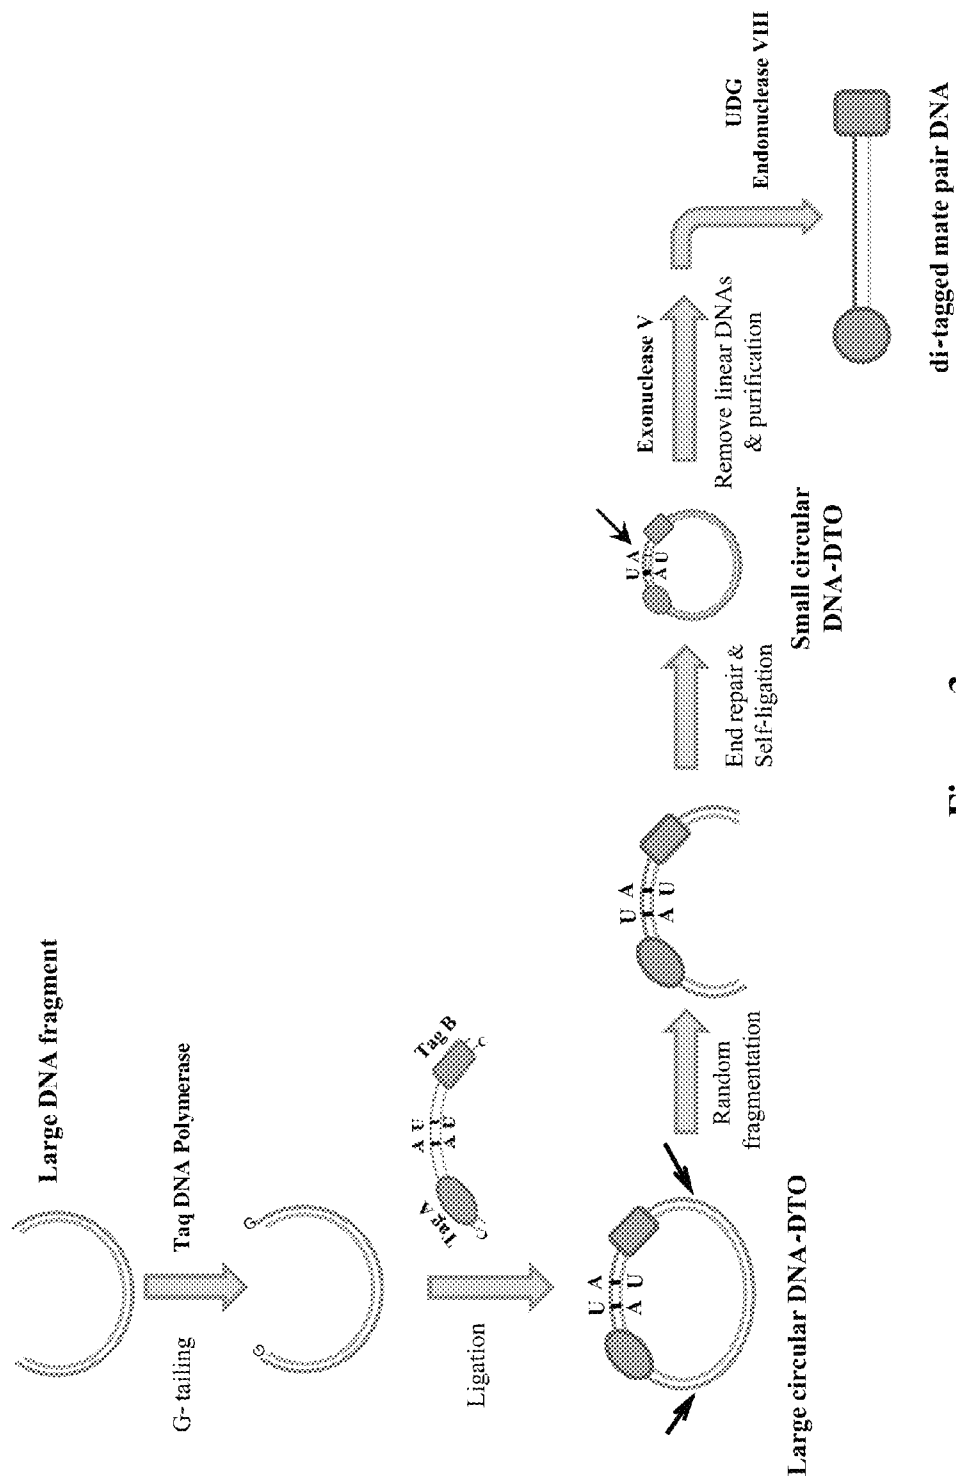 Large DNA fragment
G-tailing
Taq DNA Polymerase
G
G
Ligation
Tag A
Tag B
A U
A U
C
C
U A
A U
Large circular DNA-DTO
Random
fragmentation
U A
A U
End repair &
Self-ligation
U A
A U
Small circular
DNA-DTO
Exonuclease V
Remove linear DNAs
& purification
UDG
Endonuclease VIII
di-tagged mate pair DNA